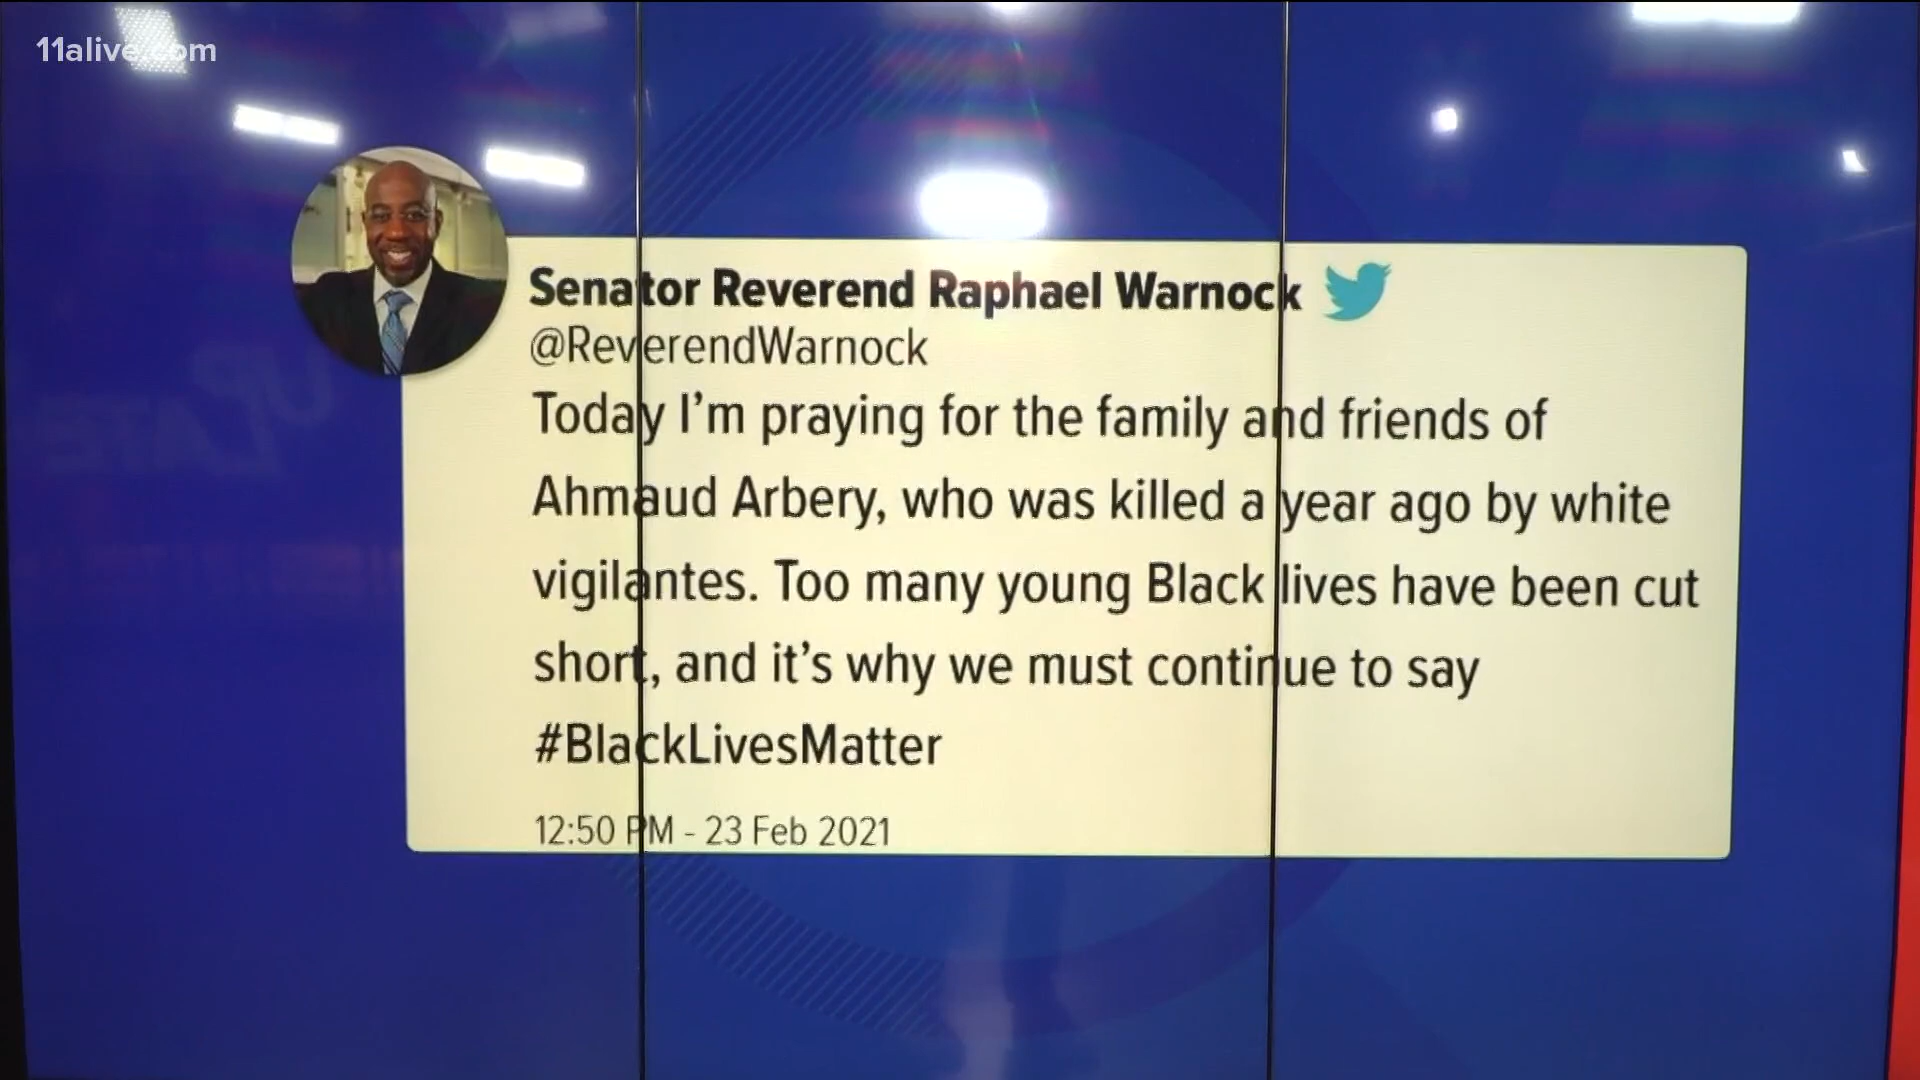 11alive.com
Senator Reverend Raphael Warnock
@ReverendWarnock
Today I'm praying for the family and friends of
Ahmaud Arbery, who was killed a year ago by white
vigilantes. Too many young Black lives have been cut
short, and it's why we must continue to say
#BlackLivesMatter
12:50 PM - 23 Feb 2021
UP
LATE